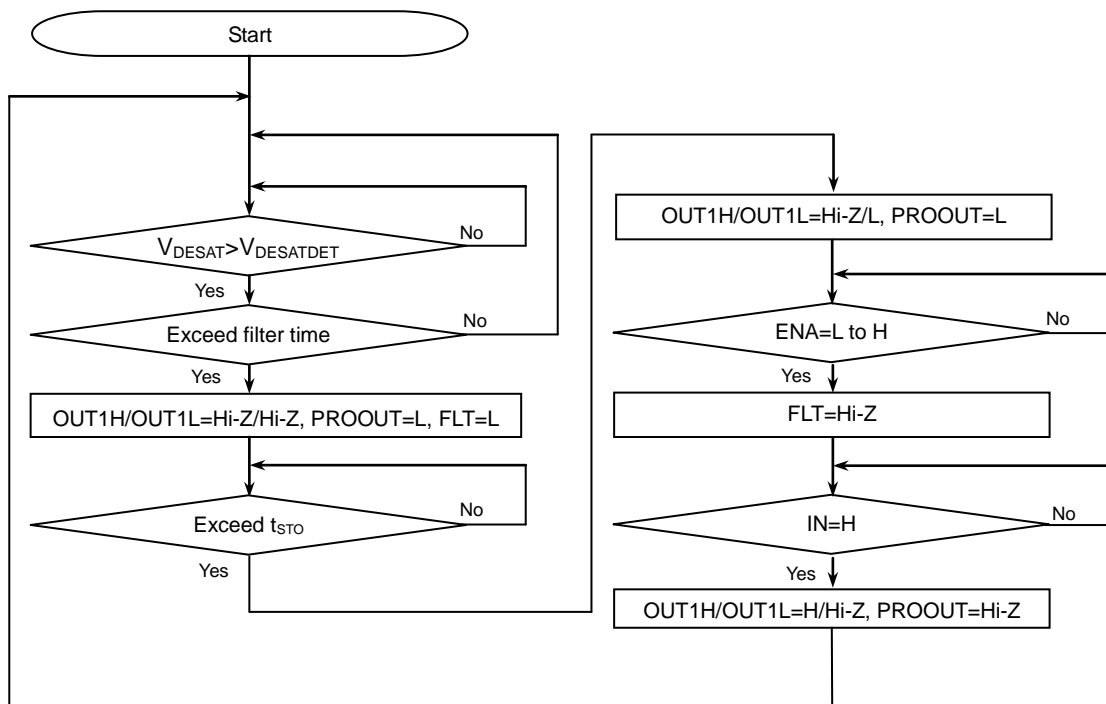 Start
VDESAT>VDESATDET
No
Yes
Exceed filter time
No
Yes
OUT1H/OUT1L=Hi-Z/Hi-Z, PROOUT=L, FLT=L
Exceed tSTO
No
Yes
OUT1H/OUT1L=Hi-Z/L, PROOUT=L
ENA=L to H
No
Yes
FLT=Hi-Z
IN=H
No
Yes
OUT1H/OUT1L=H/Hi-Z, PROOUT=Hi-Z